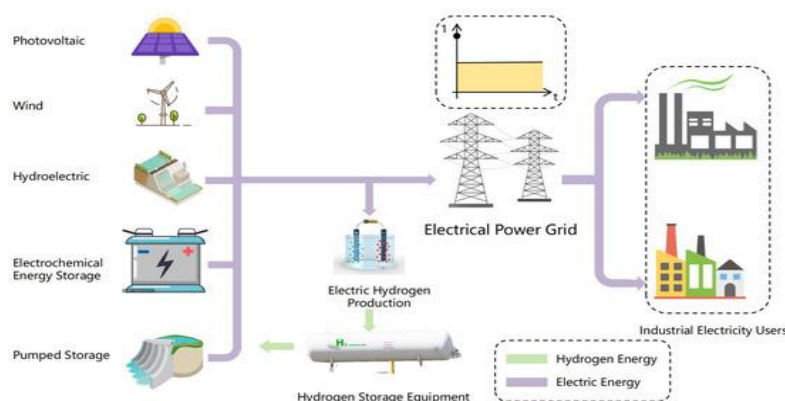 Photovoltaic
Wind
Hydroelectric
Electrochemical
Energy Storage
Pumped Storage
1
t
Electrical Power Grid
Electric Hydrogen
Production
Hydrogen Storage Equipment
Industrial Electricity Users
Hydrogen Energy
Electric Energy